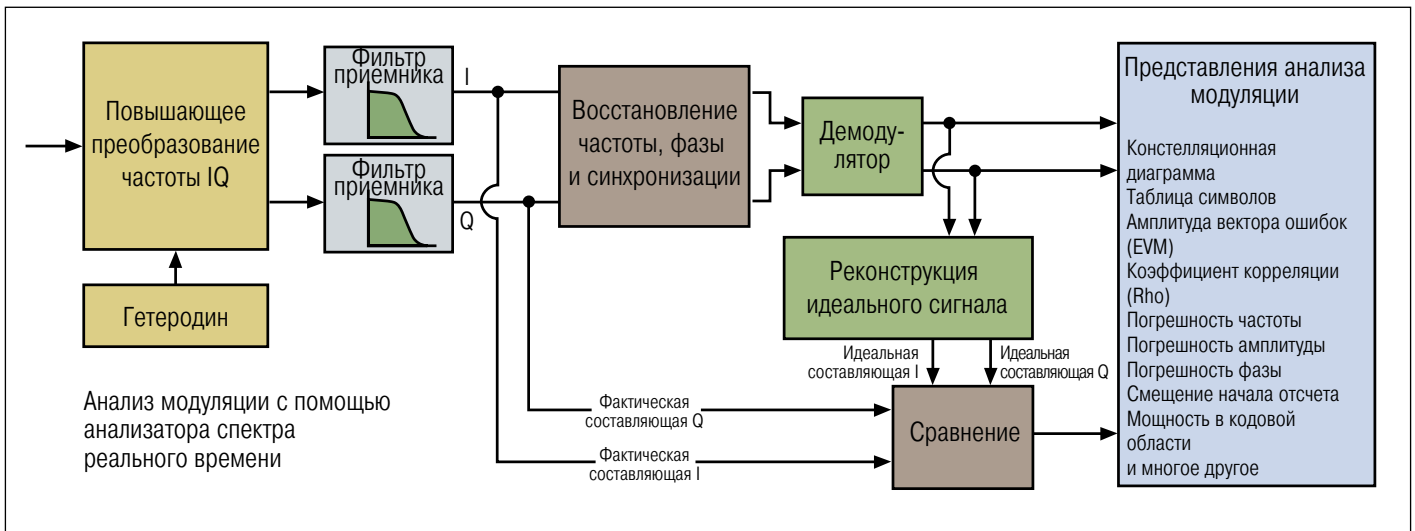 Повышающее
преобразование
частоты IQ
Гетеродин
Фильтр
приемника
I
Фильтр
приемника
Q
Восстановление
частоты, фазы
и синхронизации
Демоду-
лятор
Реконструкция
идеального сигнала
Идеальная
составляющая I
Идеальная
составляющая Q
Фактическая
составляющая Q
Фактическая
составляющая I
Сравнение
Представления анализа
модуляции
Констелляционная
диаграмма
Таблица символов
Амплитуда вектора ошибок
(EVM)
Коэффициент корреляции
(Rho)
Погрешность частоты
Погрешность амплитуды
Погрешность фазы
Смещение начала отсчета
Мощность в кодовой
области
и многое другое
Анализ модуляции с помощью
анализатора спектра
реального времени